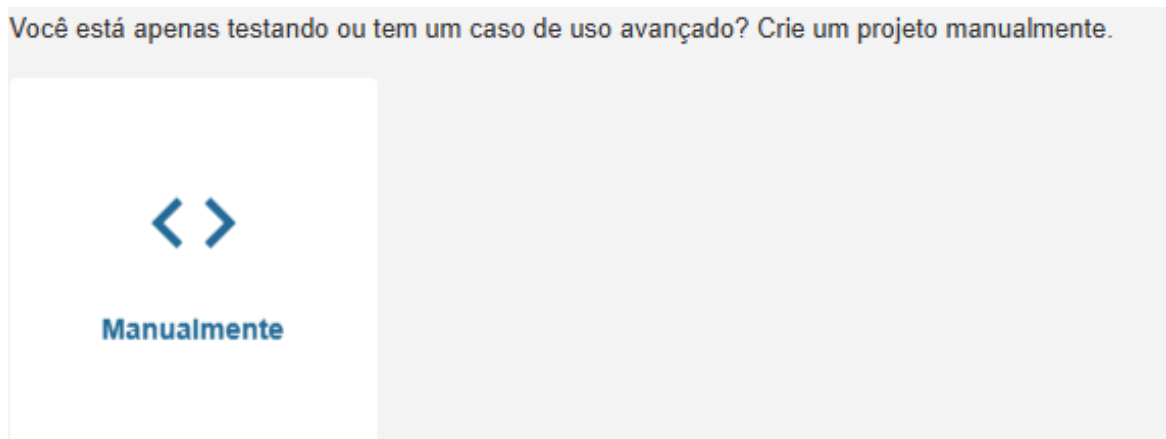 Você está apenas testando ou tem um caso de uso avançado? Crie um projeto manualmente.
Manualmente